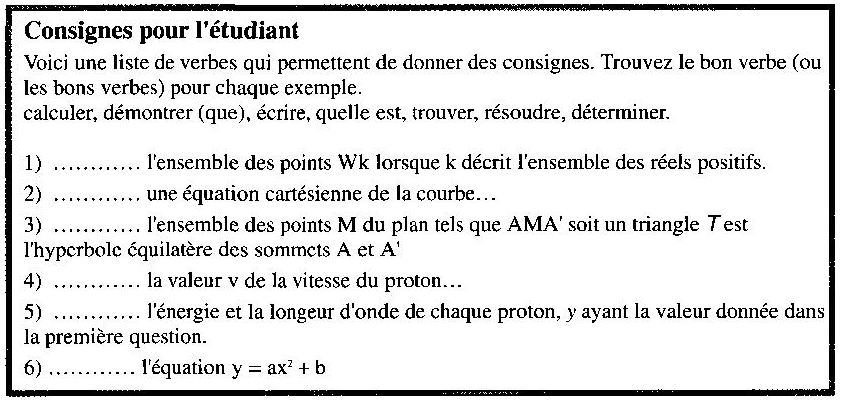 Consignes pour l'étudiant
Voici une liste de verbes qui permettent de donner des consignes. Trouvez le bon verbe (ou
les bons verbes) pour chaque exemple.
calculer, démontrer (que), écrire, quelle est, trouver, résoudre, déterminer.
1) ............ l'ensemble des points Wk lorsque k décrit l'ensemble des réels positifs.
2) ............ une équation cartésienne de la courbe...
3) ............ l'ensemble des points M du plan tels que AMA' soit un triangle T est
l'hyperbole équilatère des sommets A et A'
4) ............ la valeur v de la vitesse du proton...
5) ............ l'énergie et la longeur d'onde de chaque proton, y ayant la valeur donnée dans
la première question.
6) ............ l'équation y = ax² + b